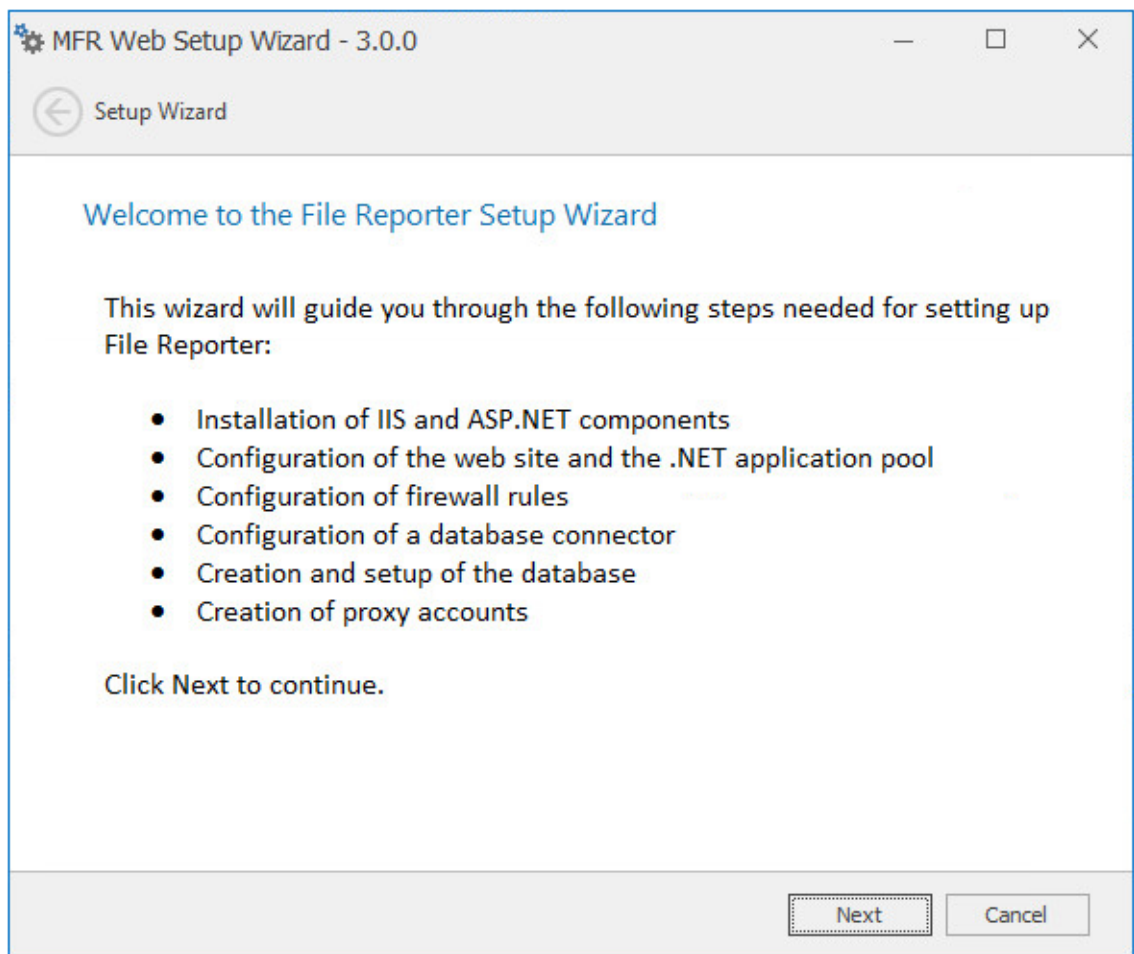 MFR Web Setup Wizard - 3.0.0
Setup Wizard
Welcome to the File Reporter Setup Wizard
This wizard will guide you through the following steps needed for setting up
File Reporter:
● Installation of IIS and ASP.NET components
● Configuration of the web site and the .NET application pool
● Configuration of firewall rules
● Configuration of a database connector
● Creation and setup of the database
● Creation of proxy accounts
Click Next to continue.
Next Cancel